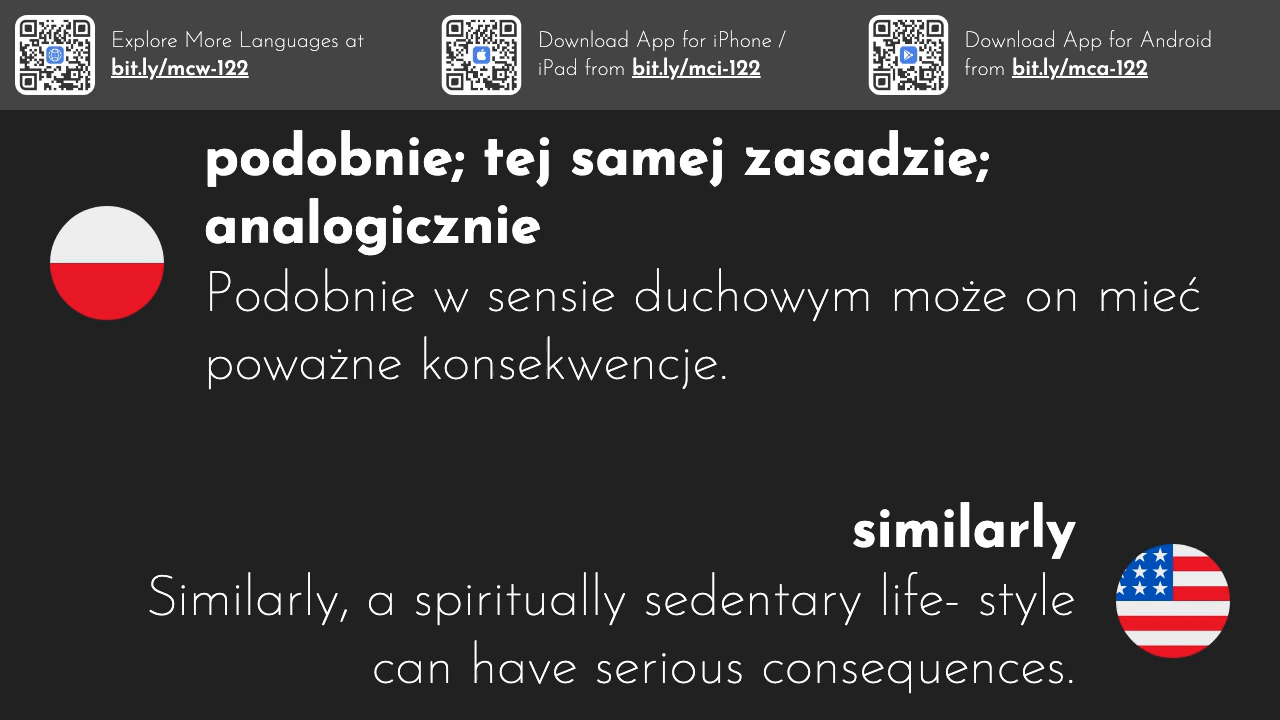 Explore More Languages at
bit.ly/mcw-122
Download App for iPhone /
iPad from bit.ly/mci-122
Download App for Android
from bit.ly/mca-122
podobnie; tej samej zasadzie;
analogicznie
Podobnie w sensie duchowym może on mieć
poważne konsekwencje.
similarly
Similarly, a spiritually sedentary life- style
can have serious consequences.